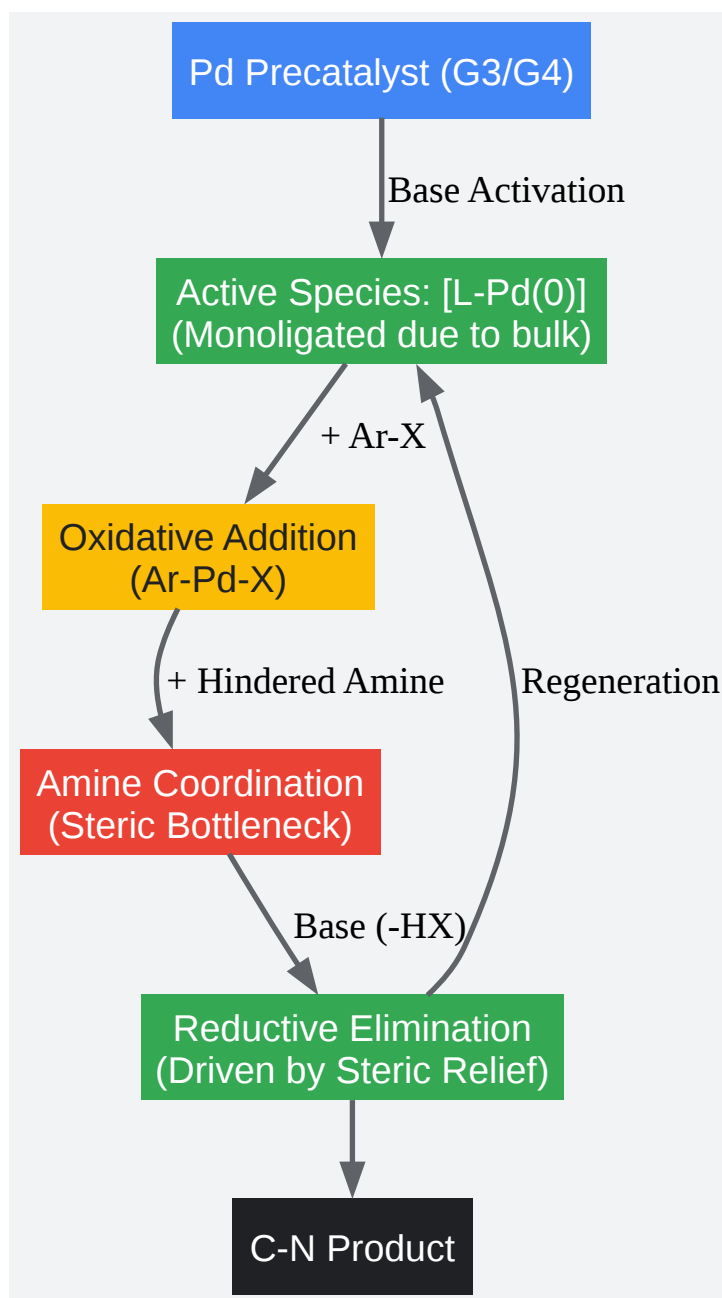 Pd Precatalyst (G3/G4)
Base Activation
Active Species: [L-Pd(0)]
(Monoligated due to bulk)
+ Ar-X
Oxidative Addition
(Ar-Pd-X)
+ Hindered Amine
Regeneration
Amine Coordination
(Steric Bottleneck)
Base (-HX)
Reductive Elimination
(Driven by Steric Relief)
C-N Product